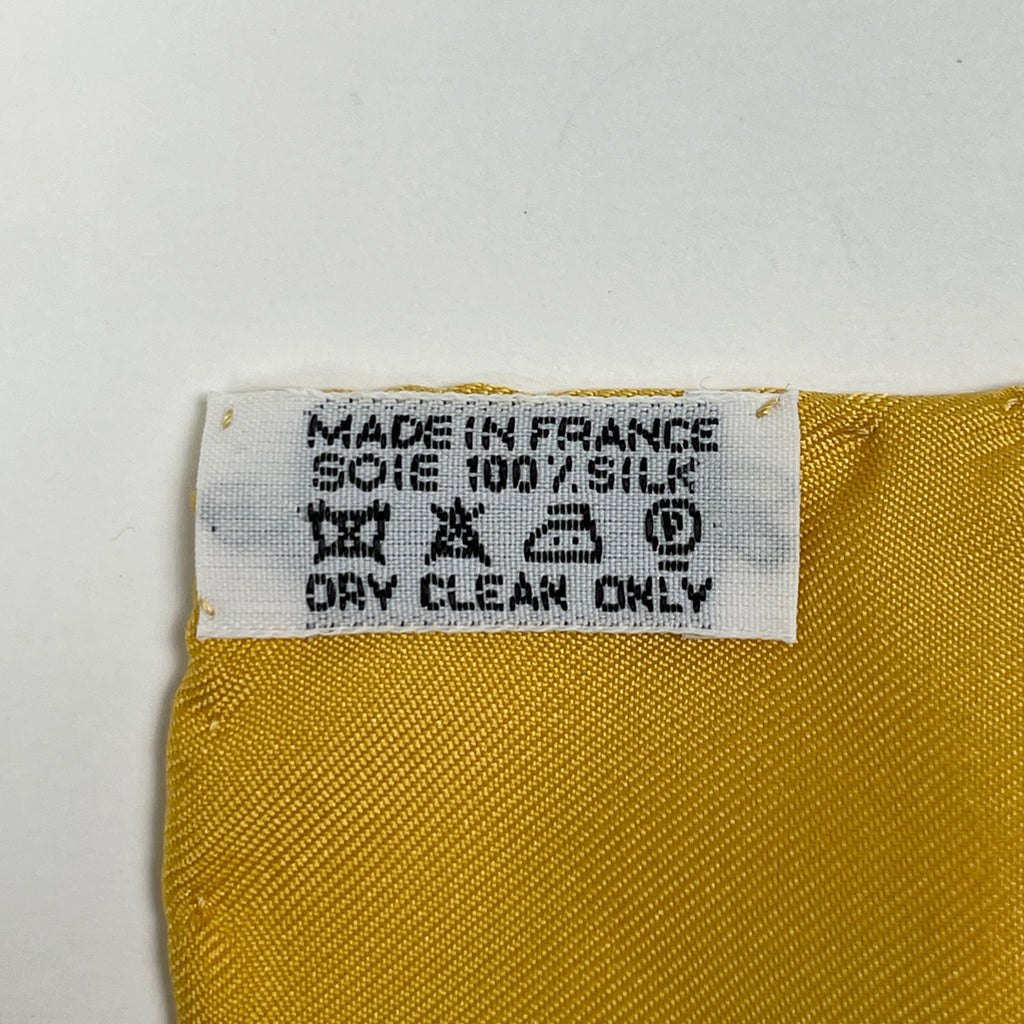 MADE IN FRANCE
SOIE 100% SILK
P
DRY CLEAN ONLY